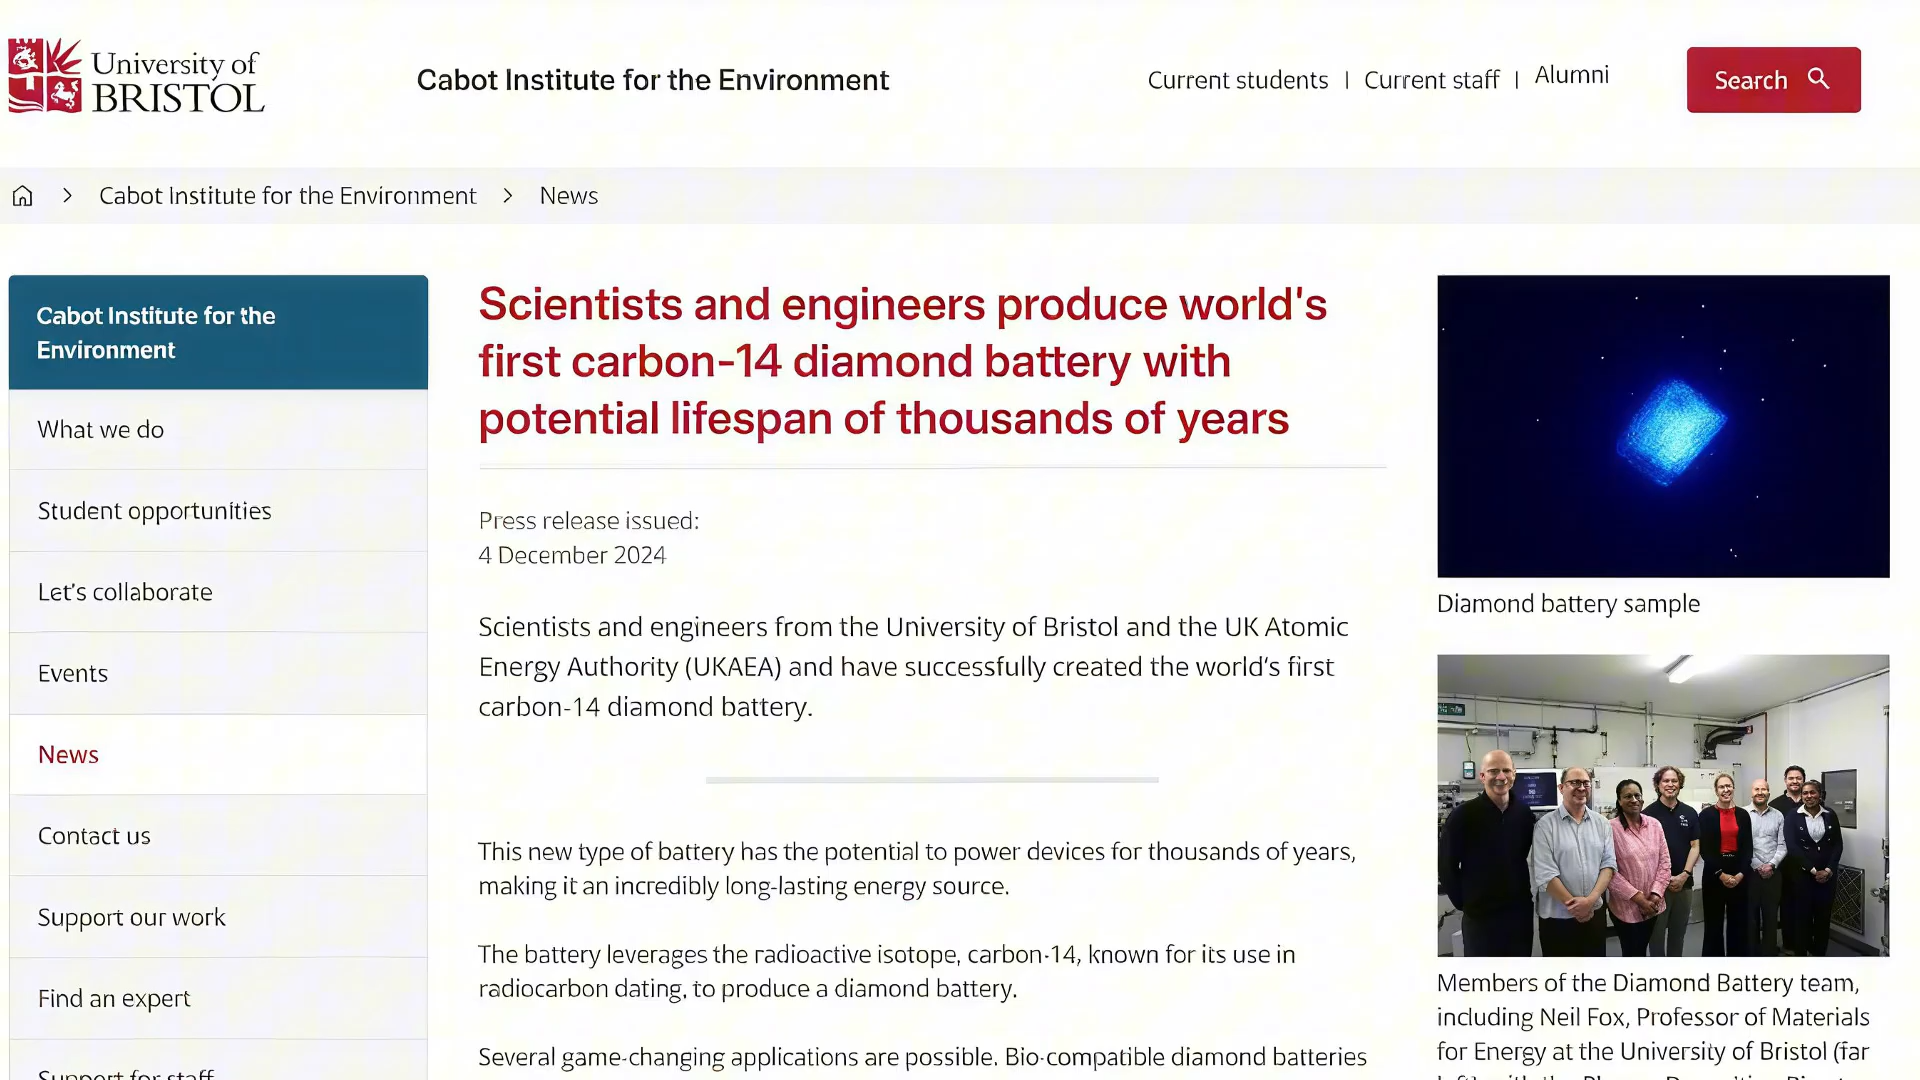 University of
BRISTOL
Cabot Institute for the Environment
Current students | Current staff | Alumni
Search
Cabot Institute for the Environment > News
Cabot Institute for the
Environment
What we do
Student opportunities
Let's collaborate
Events
News
Contact us
Support our work
Find an expert
Support for staff
Scientists and engineers produce world's
first carbon-14 diamond battery with
potential lifespan of thousands of years
Press release issued:
4 December 2024
Scientists and engineers from the University of Bristol and the UK Atomic
Energy Authority (UKAEA) and have successfully created the world's first
carbon-14 diamond battery.
This new type of battery has the potential to power devices for thousands of years,
making it an incredibly long-lasting energy source.
The battery leverages the radioactive isotope, carbon-14, known for its use in
radiocarbon dating, to produce a diamond battery.
Several game-changing applications are possible. Bio-compatible diamond batteries
Diamond battery sample
Members of the Diamond Battery team,
including Neil Fox, Professor of Materials
for Energy at the University of Bristol (far